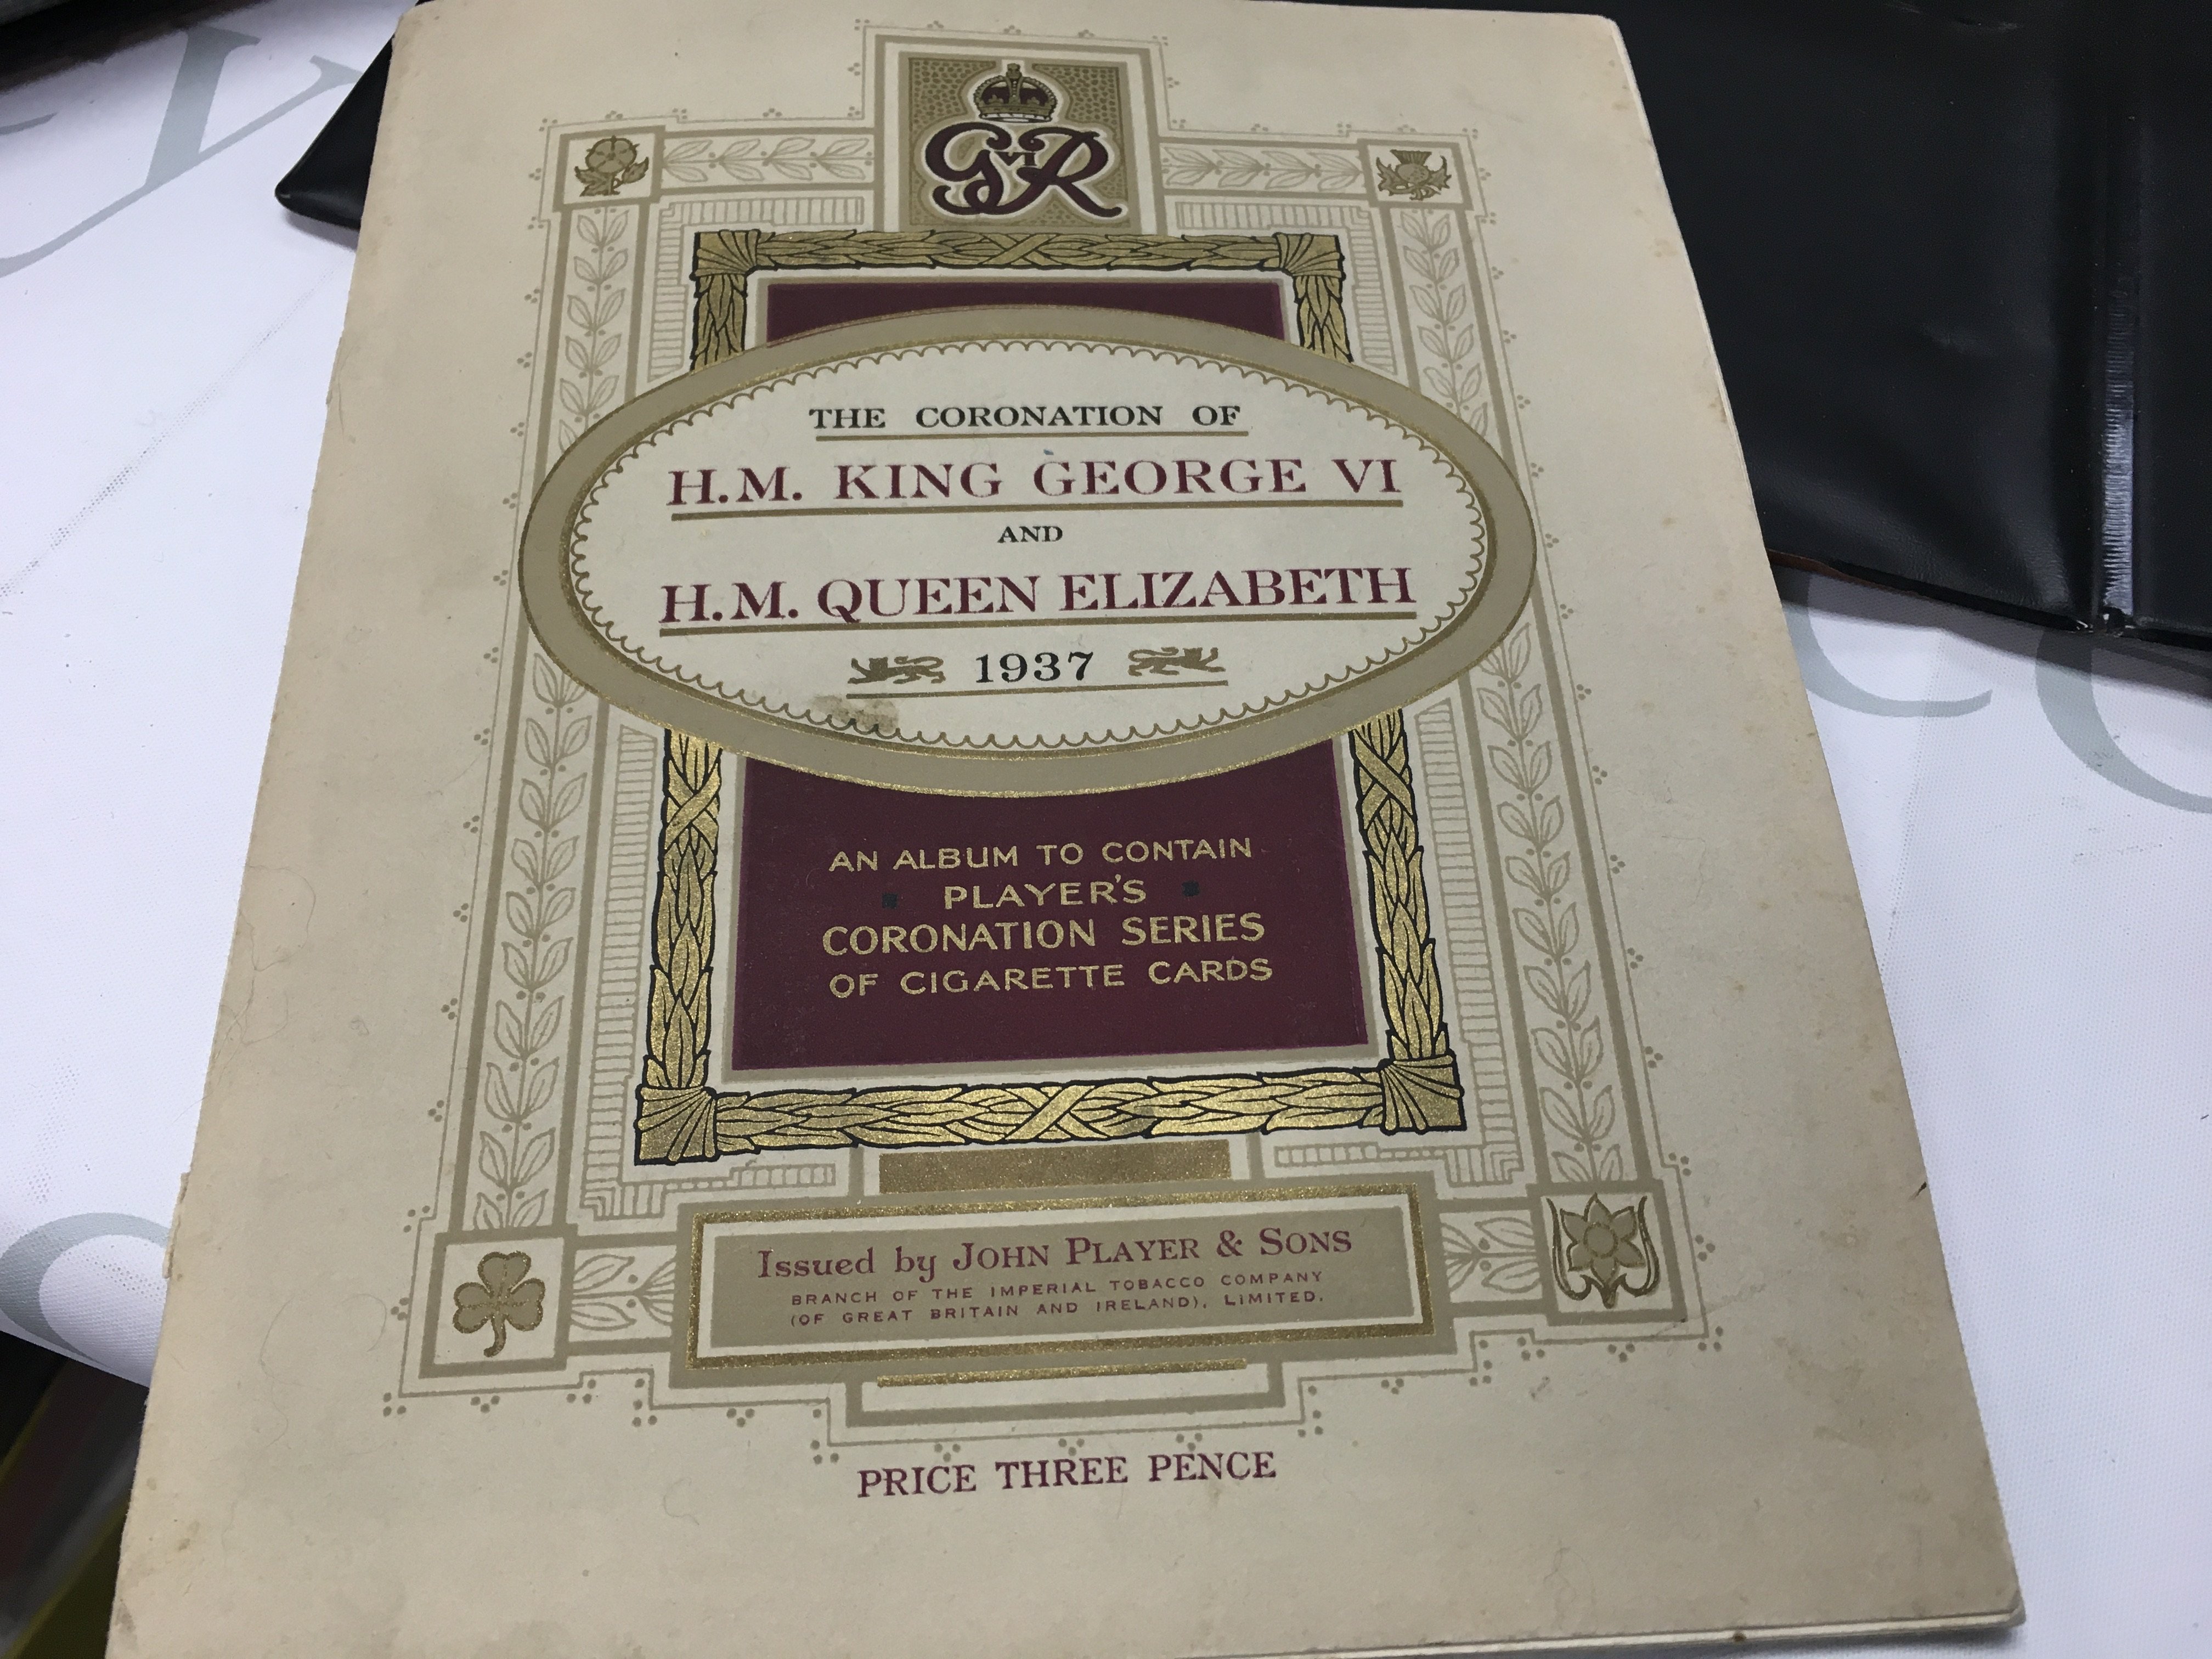 GVIR
THE CORONATION OF
H.M. KING GEORGE VI
AND
H.M. QUEEN ELIZABETH
1937
AN ALBUM TO CONTAIN
PLAYER'S
CORONATION SERIES
OF CIGARETTE CARDS
Issued by JOHN PLAYER & SONS
BRANCH OF THE IMPERIAL TOBACCO COMPANY
(OF GREAT BRITAIN AND IRELAND), LIMITED.
PRICE THREE PENCE